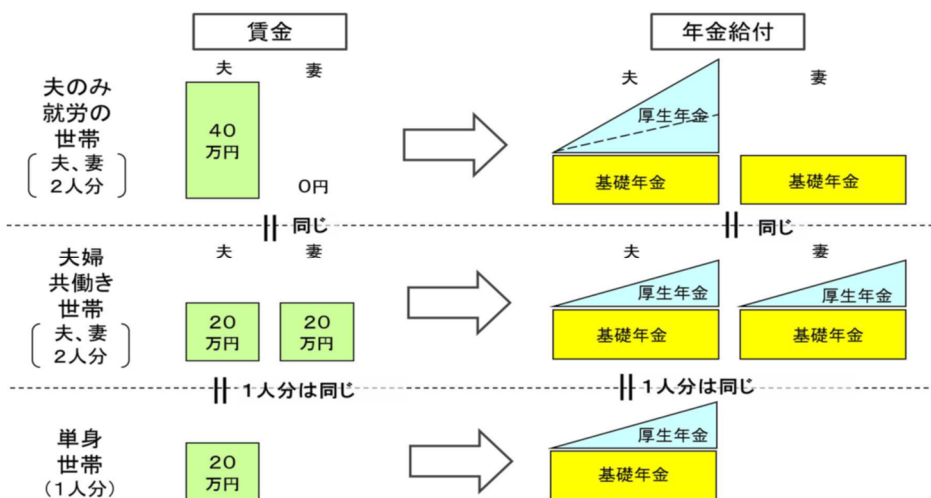 賃金
年金給付
夫のみ
就労の
世帯
夫、妻
2人分
夫
妻
40
万円
0円
夫
妻
厚生年金
基礎年金
基礎年金
同じ
同じ
夫婦
共働き
世帯
夫、妻
2人分
夫
妻
20
万円
20
万円
夫
妻
厚生年金
厚生年金
基礎年金
基礎年金
1人分は同じ
1人分は同じ
単身
世帯
(1人分)
20
万円
厚生年金
基礎年金